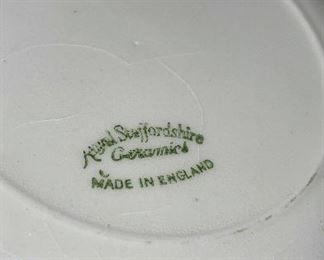 Royal Staffordshire
Ceramics
MADE IN ENGLAND